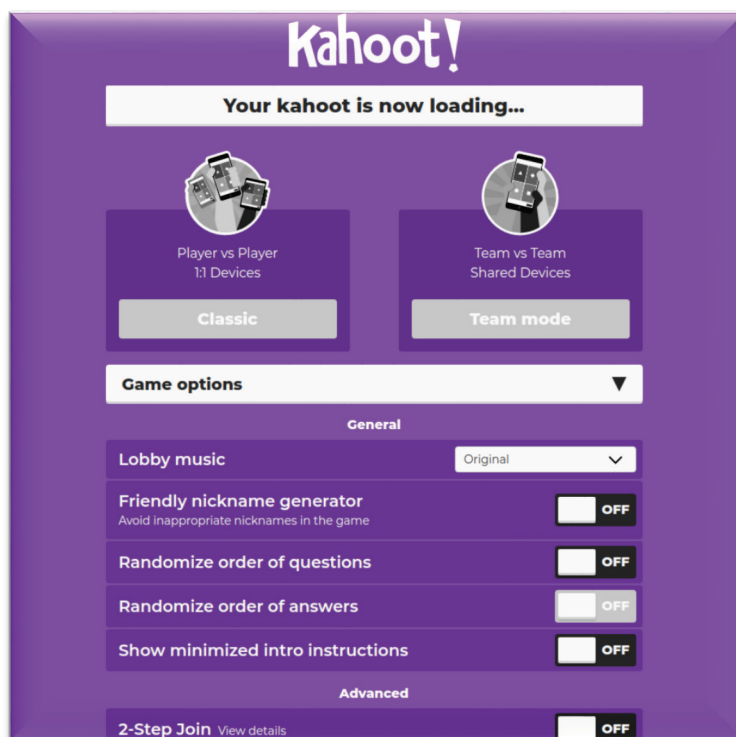 Kahoot!
Your kahoot is now loading...
Player vs Player
1:1 Devices
Classic
Team vs Team
Shared Devices
Team mode
Game options
General
Lobby music Original
Friendly nickname generator OFF
Avoid inappropriate nicknames in the game
Randomize order of questions OFF
Randomize order of answers OFF
Show minimized intro instructions OFF
Advanced
2-Step Join View details OFF